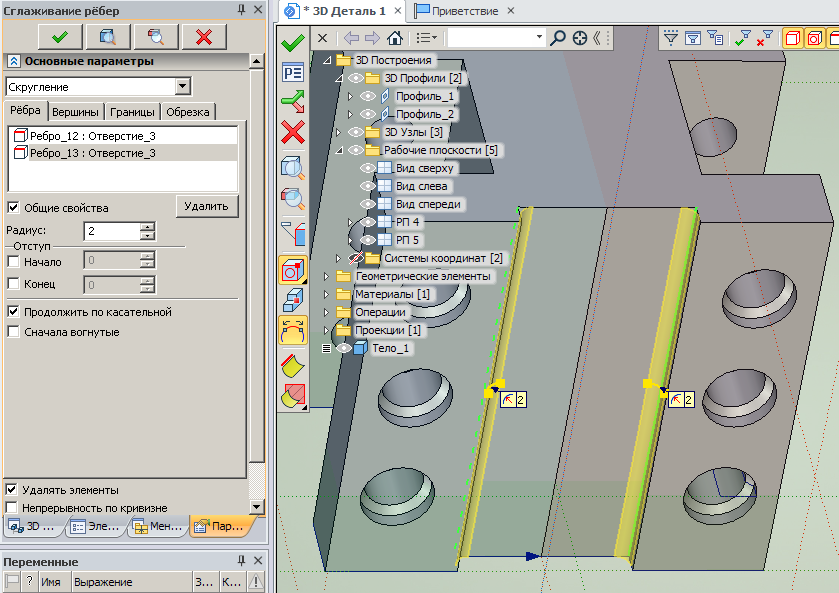 Сглаживание рёбер
* 3D Деталь 1
Приветствие
Основные параметры
Скругление
Рёбра
Вершины
Границы
Обрезка
Ребро_12 : Отверстие_3
Ребро_13 : Отверстие_3
Общие свойства
Удалить
Радиус:
2
Отступ
Начало
0
Конец
0
Продолжить по касательной
Сначала вогнутые
Удалять элементы
Непрерывность по кривизне
3D ...
Эле...
Мен...
Пар...
Переменные
?
Имя
Выражение
З...
К...
3D Построения
3D Профили [2]
Профиль_1
Профиль_2
3D Узлы [3]
Рабочие плоскости [5]
Вид сверху
Вид слева
Вид спереди
РП 4
РП 5
Системы координат [2]
Геометрические элементы
Материалы [1]
Операции
Проекции [1]
Тело_1
2
2